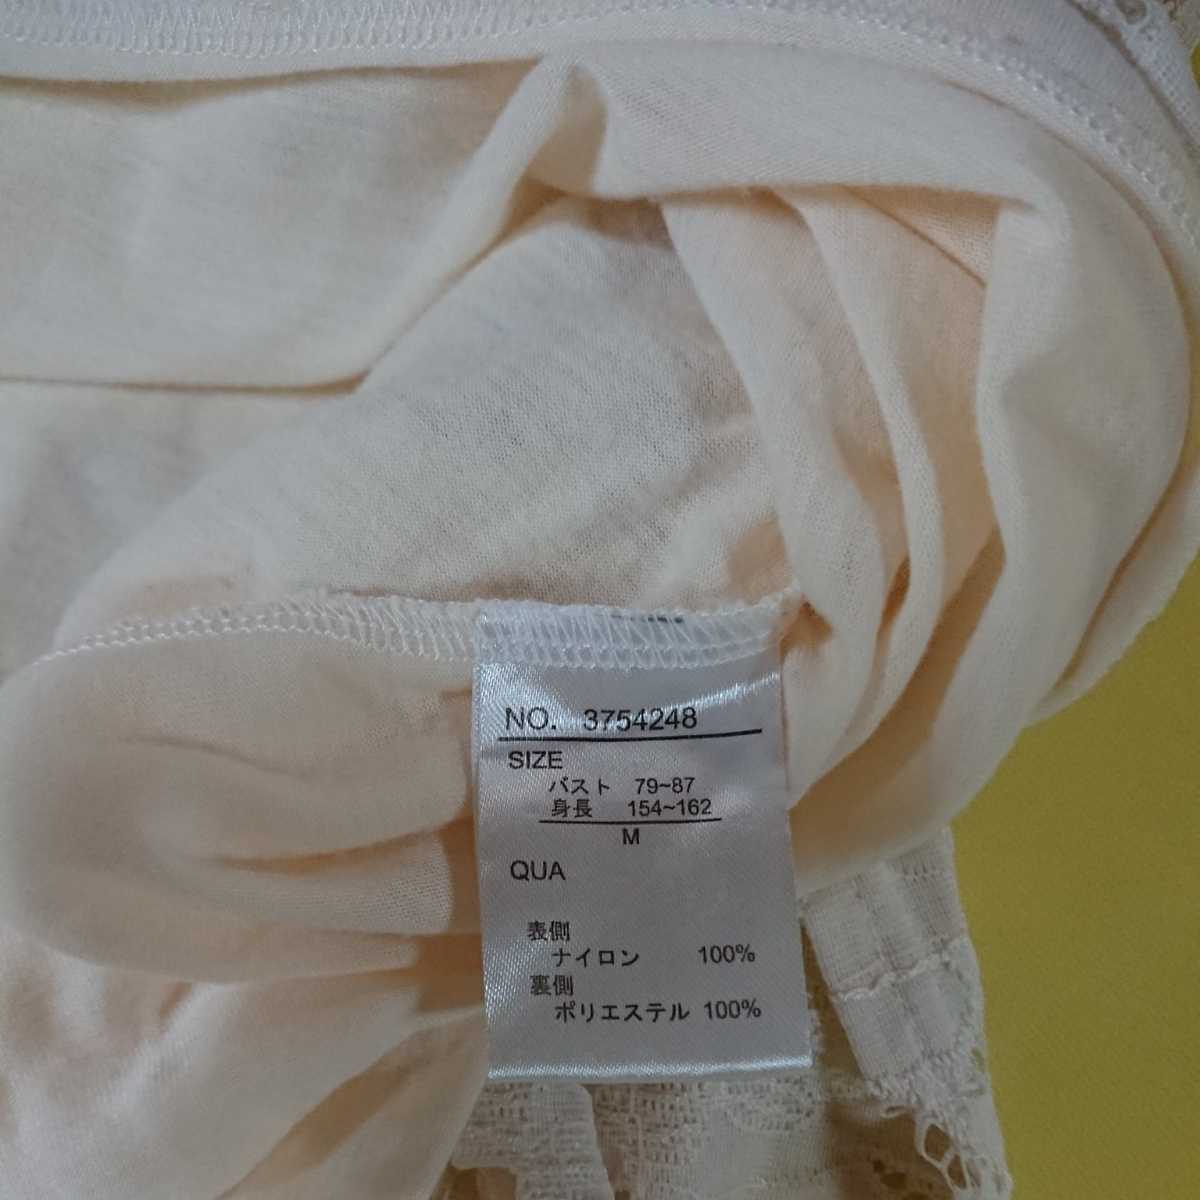 NO. 3754248
SIZE
バスト 79~87
身長 154~162
M
QUA
表側
ナイロン 100%
裏側
ポリエステル 100%